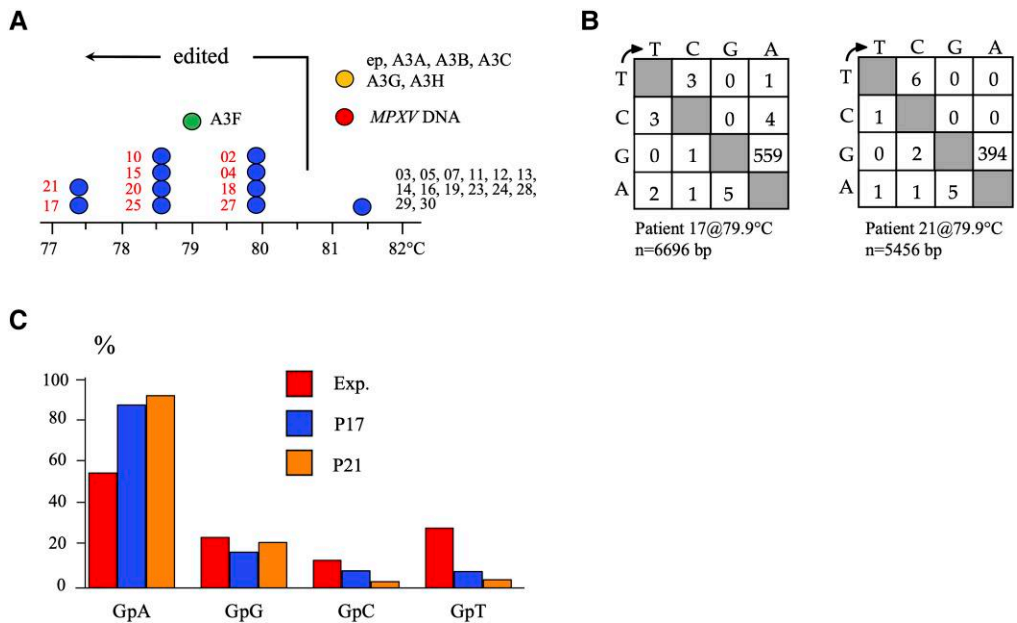 A
edited
ep, A3A, A3B, A3C
A3G, A3H
A3F
MPXV DNA
10 02
15 04
21 20 18
17 25 27
03, 05, 07, 11, 12, 13,
14, 16, 19, 23, 24, 28,
29, 30
77 78 79 80 82°C
B
T C G A
T 3 0 1
C 3 0 4
G 0 1 559
A 2 1 5
Patient 17@79.9°C
n=6696 bp
T C G A
T 6 0 0
C 1 0 0
G 0 2 394
A 1 1 5
Patient 21@79.9°C
n=5456 bp
C
%
100
80
60
40
20
0
Exp.
P17
P21
GpA GpG GpC GpT